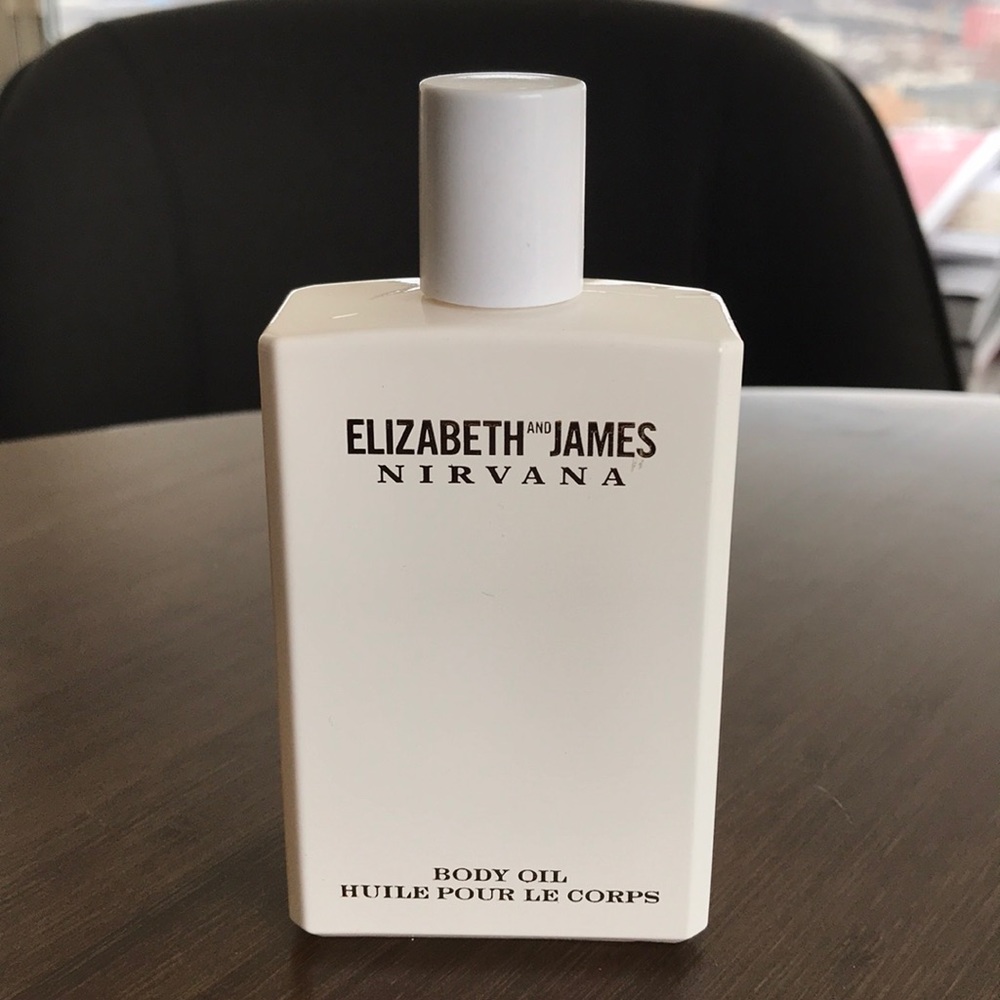 ELIZABETH AND JAMES
NIRVANA
BODY OIL
HUILE POUR LE CORPS